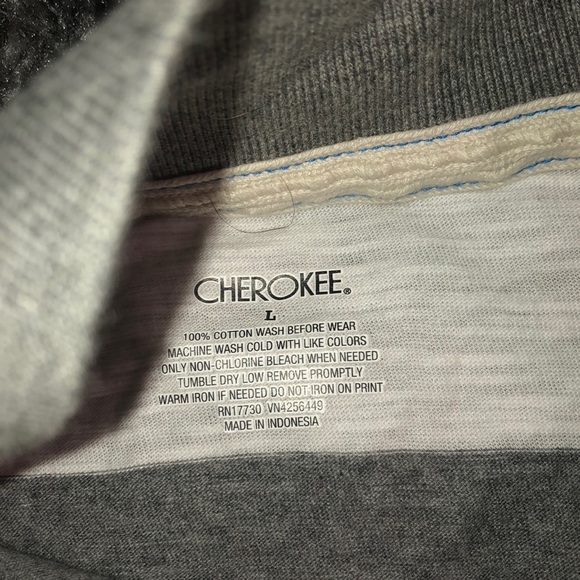 CHEROKEE®
L
100% COTTON WASH BEFORE WEAR
MACHINE WASH COLD WITH LIKE COLORS
ONLY NON-CHLORINE BLEACH WHEN NEEDED
TUMBLE DRY LOW REMOVE PROMPTLY
WARM IRON IF NEEDED DO NOT IRON ON PRINT
RN17730 VN4256449
MADE IN INDONESIA